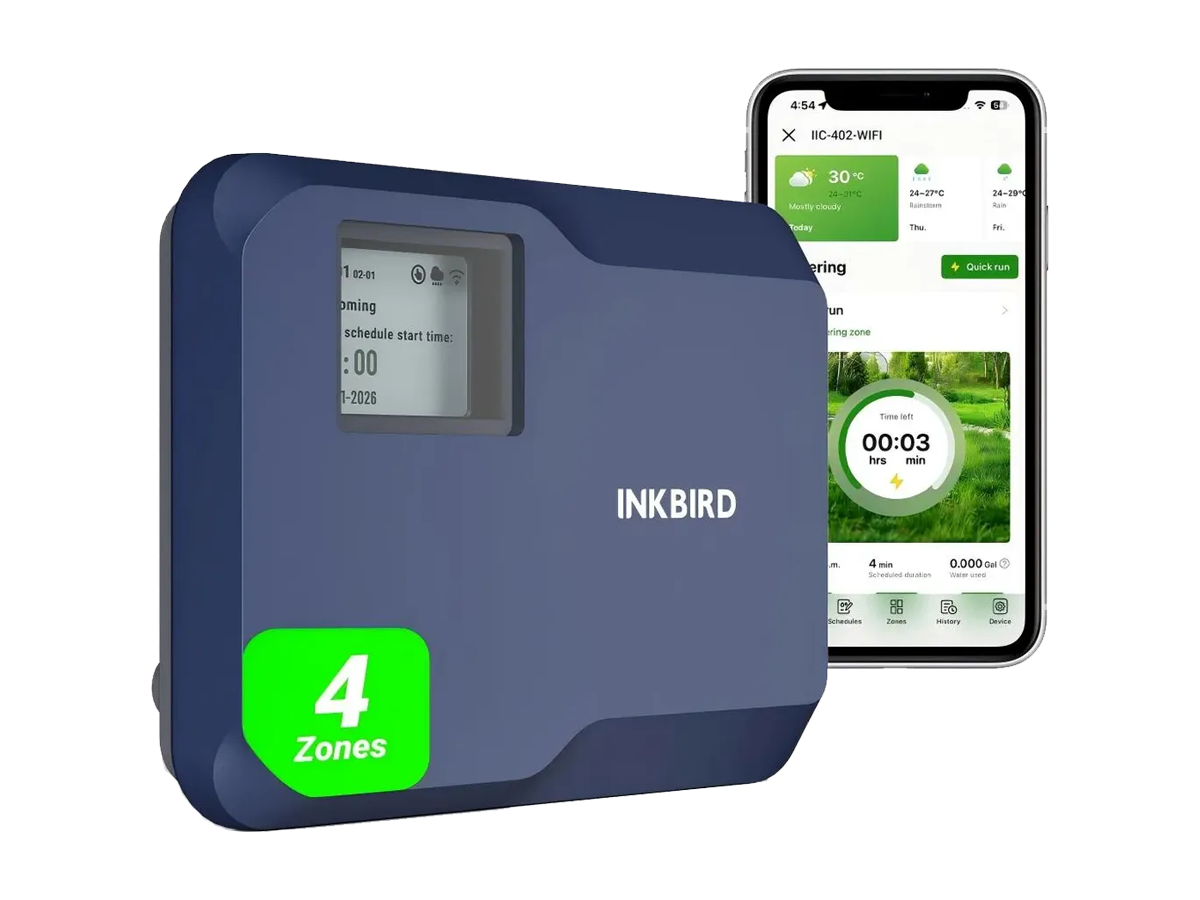 1 02-01
oming
schedule start time:
:00
1-2026
INKBIRD
4
Zones
4:54
IIC-402-WIFI
30 °C
24~31°C
Mostly cloudy
Today
24~27°C
Rainstorm
Thu.
24~29°C
Rain
Fri.
ering
Quick run
run
ering zone
Time left
00:03
hrs min
.m.
4 min
Scheduled duration
0.000 Gal
Water used
Schedules
Zones
History
Device